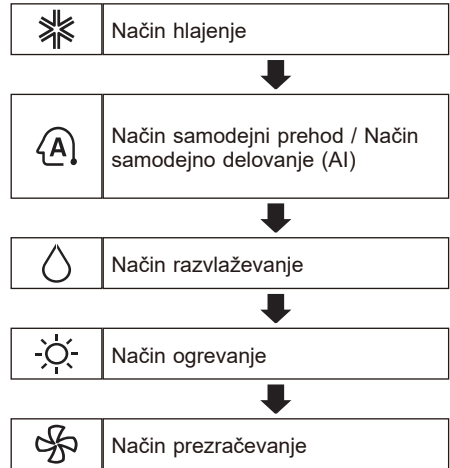 Način hlajenje
A
Način samodejni prehod / Način
samodejno delovanje (AI)
Način razvlaževanje
Način ogrevanje
Način prezračevanje